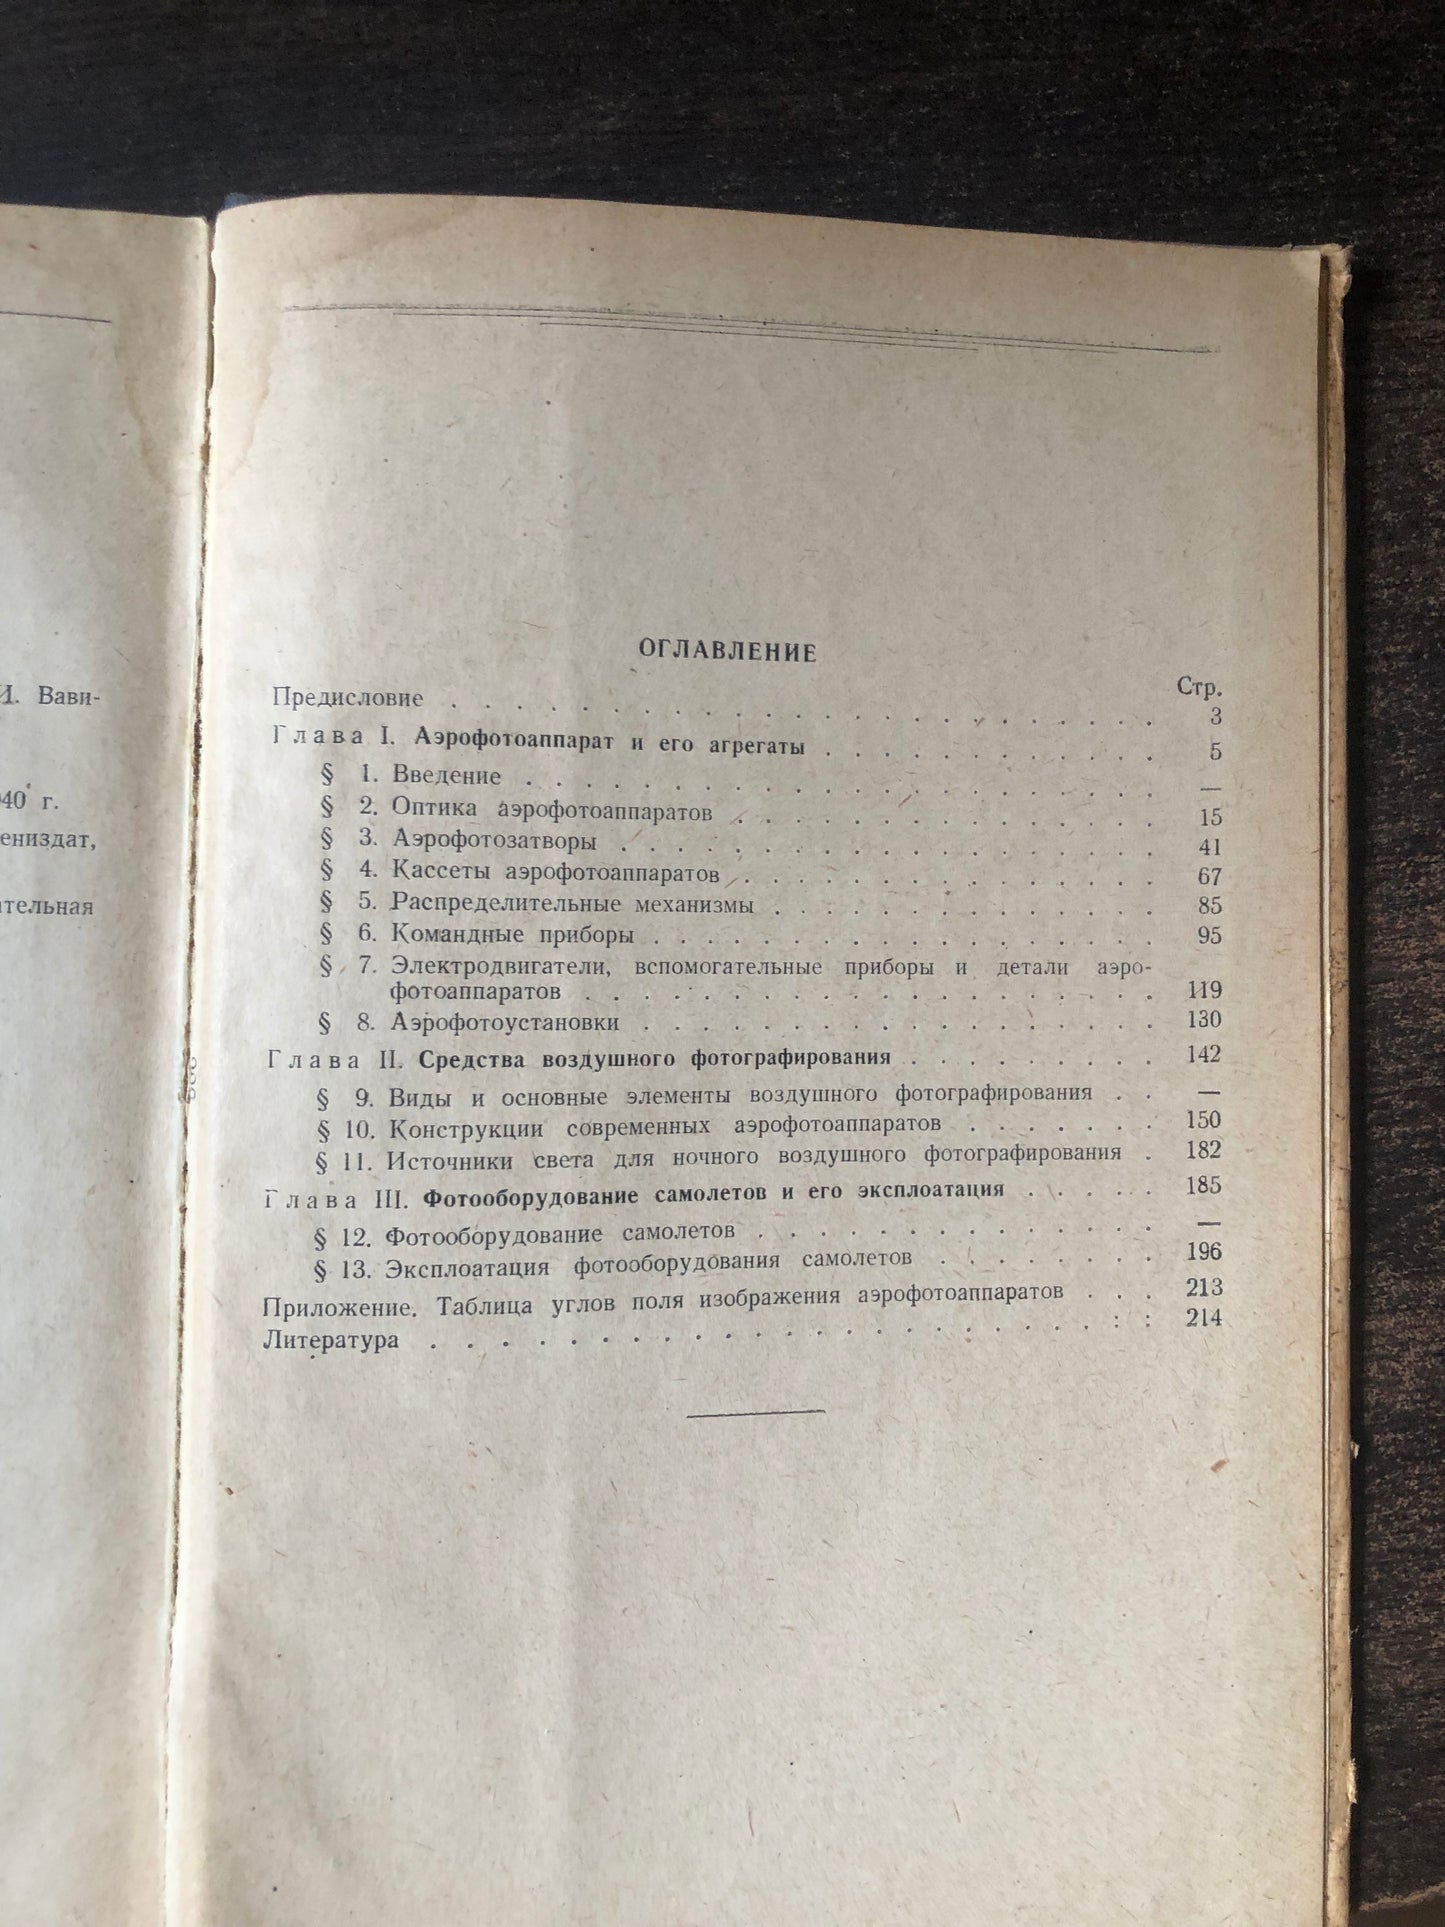 И. Вави-
40 г.
ениздат,
ательная
ОГЛАВЛЕНИЕ
Стр.
Предисловие . . . . . . . . . . . . . . . . . . . . . . 3
Глава I. Аэрофотоаппарат и его агрегаты . . . . . . . . . . . 5
§ 1. Введение . . . . . . . . . . . . . . . . . . . . —
§ 2. Оптика аэрофотоаппаратов . . . . . . . . . . . . . . 15
§ 3. Аэрофотозатворы . . . . . . . . . . . . . . . . . 41
§ 4. Кассеты аэрофотоаппаратов . . . . . . . . . . . . . 67
§ 5. Распределительные механизмы . . . . . . . . . . . . 85
§ 6. Командные приборы . . . . . . . . . . . . . . . . 95
§ 7. Электродвигатели, вспомогательные приборы и детали аэро-
фотоаппаратов . . . . . . . . . . . . . . . . . . 119
§ 8. Аэрофотоустановки . . . . . . . . . . . . . . . . 130
Глава II. Средства воздушного фотографирования . . . . . . . . 142
§ 9. Виды и основные элементы воздушного фотографирования . . —
§ 10. Конструкции современных аэрофотоаппаратов . . . . . . . 150
§ 11. Источники света для ночного воздушного фотографирования . 182
Глава III. Фотооборудование самолетов и его эксплоатация . . . . . 185
§ 12. Фотооборудование самолетов . . . . . . . . . . . . . —
§ 13. Эксплоатация фотооборудования самолетов . . . . . . . 196
Приложение. Таблица углов поля изображения аэрофотоаппаратов . . . 213
Литература . . . . . . . . . . . . . . . . . . . . : : 214